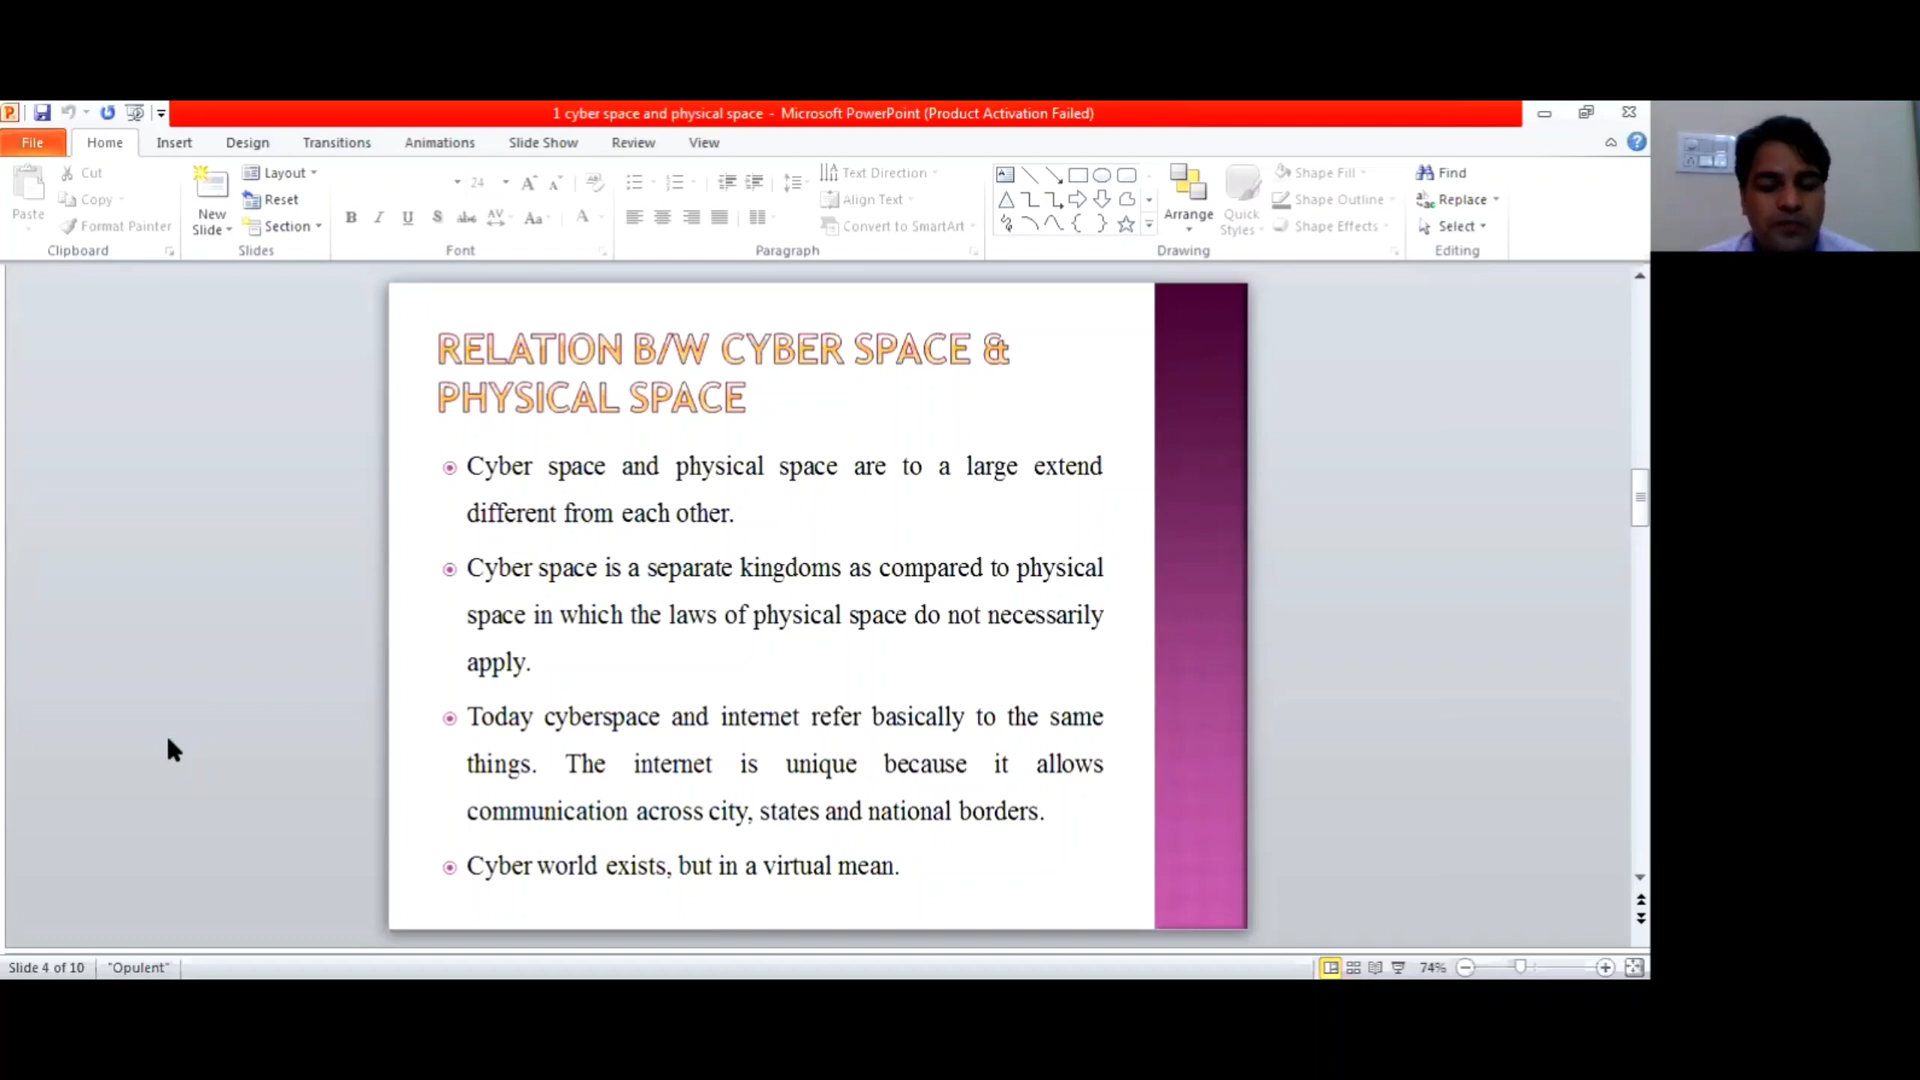 1 cyber space and physical space - Microsoft PowerPoint (Product Activation Failed)
File Home Insert Design Transitions Animations Slide Show Review View
Paste
Cut
Copy
Format Painter
Clipboard
New Slide
Layout
Reset
Section
Slides
24
Font
Text Direction
Align Text
Convert to SmartArt
Paragraph
Arrange
Quick Styles
Shape Fill
Shape Outline
Shape Effects
Drawing
Find
Replace
Select
Editing
RELATION B/W CYBER SPACE &
PHYSICAL SPACE
Cyber space and physical space are to a large extend
different from each other.
Cyber space is a separate kingdoms as compared to physical
space in which the laws of physical space do not necessarily
apply.
Today cyberspace and internet refer basically to the same
things. The internet is unique because it allows
communication across city, states and national borders.
Cyber world exists, but in a virtual mean.
Slide 4 of 10 "Opulent" 74%